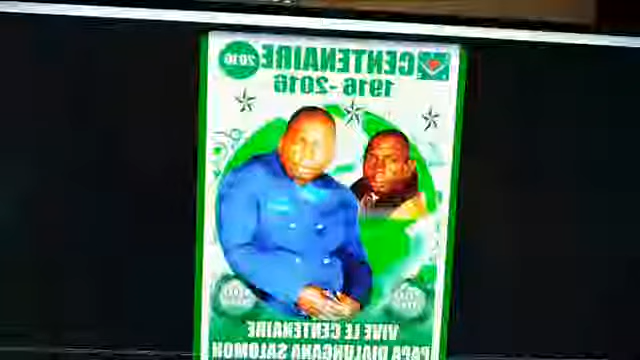 CENTENAIRE 2016
1916-2016
VIVE LE CENTENAIRE
PAPA DIALUNGANA SALOMON